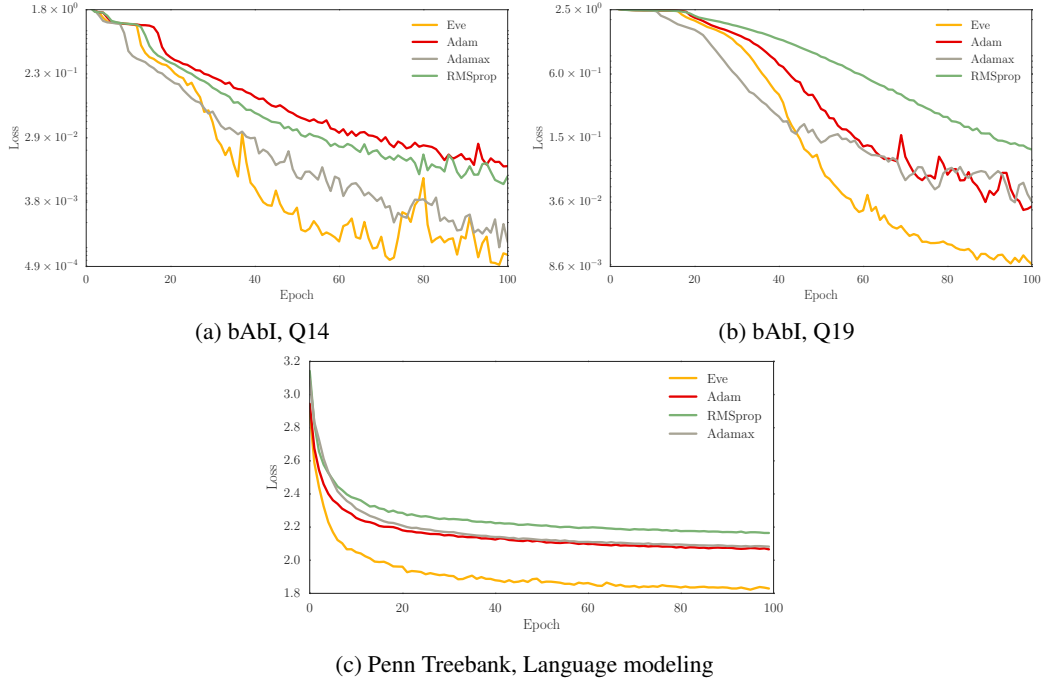 1.8 × 10⁰
2.3 × 10⁻¹
2.9 × 10⁻²
3.8 × 10⁻³
4.9 × 10⁻⁴
Loss
0 20 40 60 80 100
Epoch
Eve
Adam
Adamax
RMSprop
(a) bAbI, Q14
2.5 × 10⁰
6.0 × 10⁻¹
1.5 × 10⁻¹
3.6 × 10⁻²
8.6 × 10⁻³
Loss
0 20 40 60 80 100
Epoch
Eve
Adam
Adamax
RMSprop
(b) bAbI, Q19
3.2
3.0
2.8
2.6
2.4
2.2
2.0
1.8
Loss
0 20 40 60 80 100
Epoch
Eve
Adam
RMSprop
Adamax
(c) Penn Treebank, Language modeling